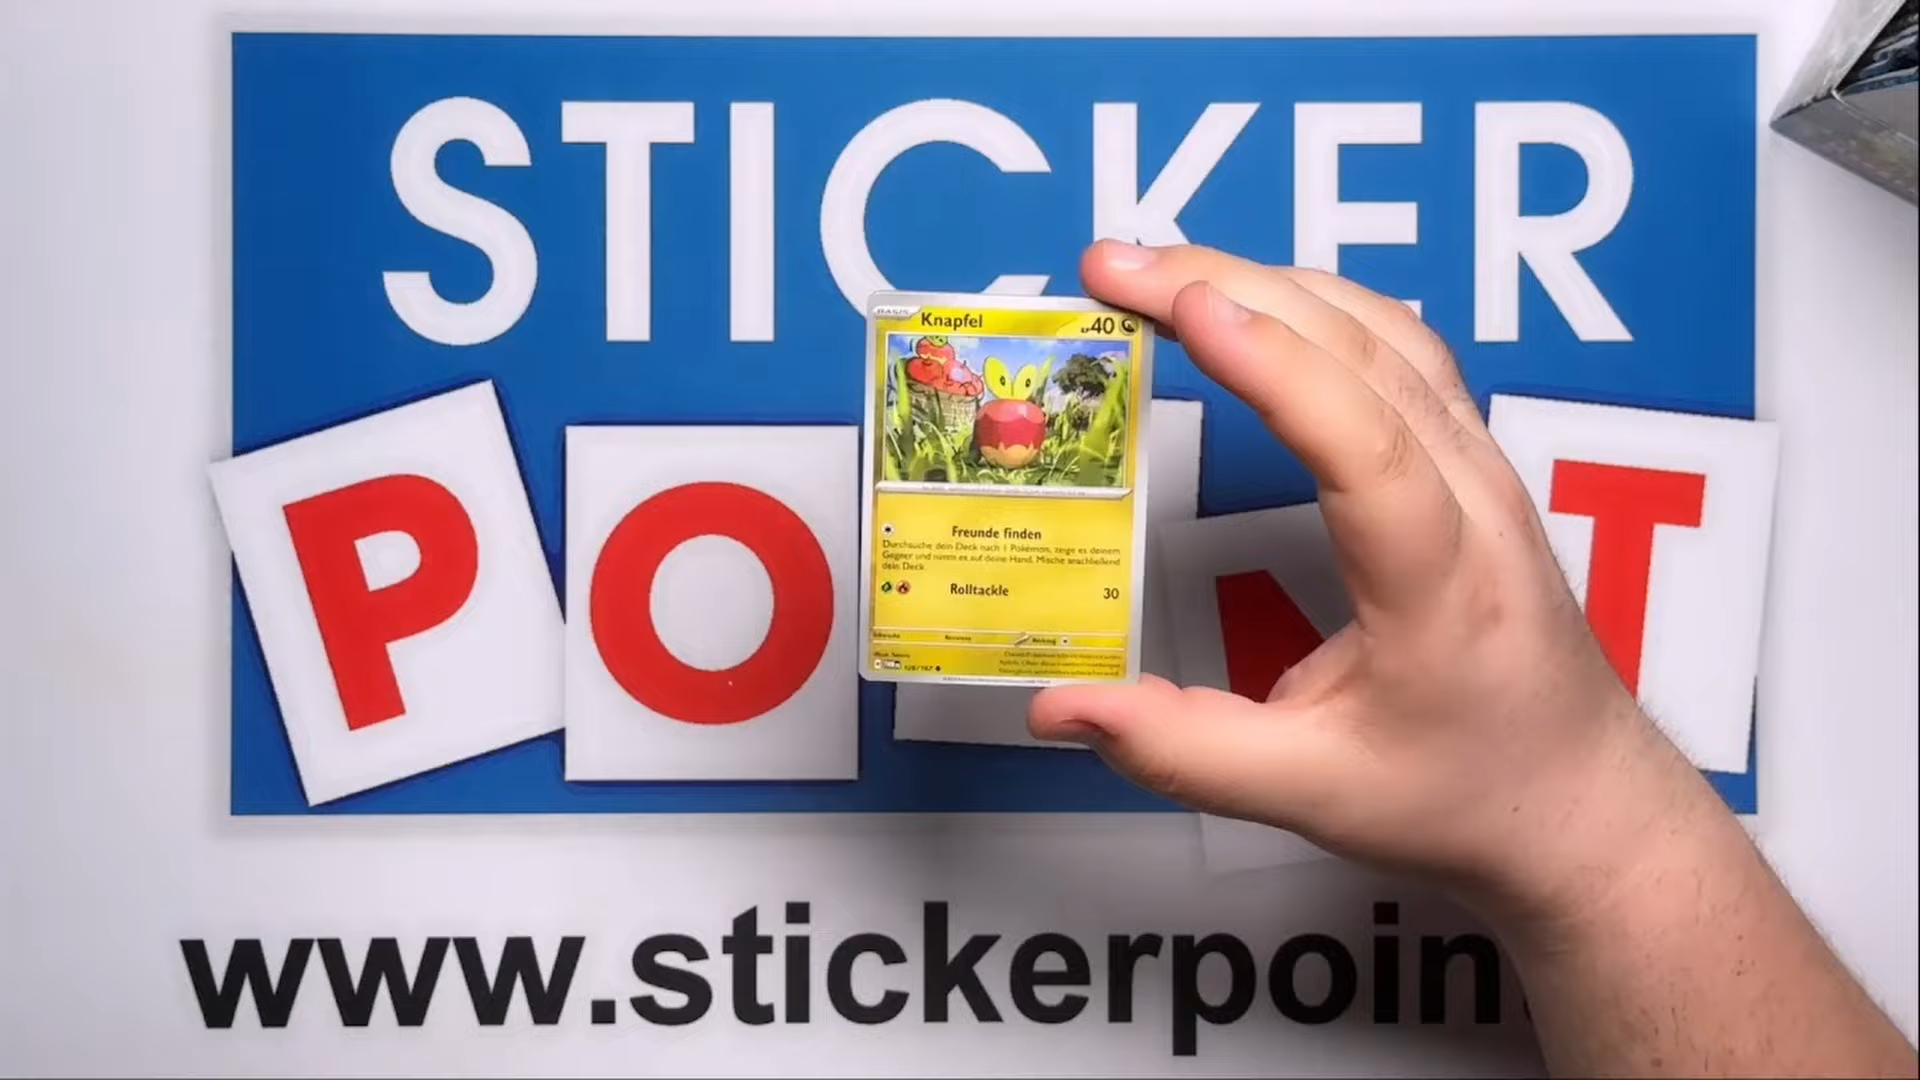 STICKER
PO
T
BASIS
Knapfel
40
Freunde finden
Durchsuche dein Deck nach 1 Pokémon, zeige es deinem
Gegner und nimm es auf deine Hand. Mische anschließend
dein Deck.
Rolltackle 30
www.stickerpoin